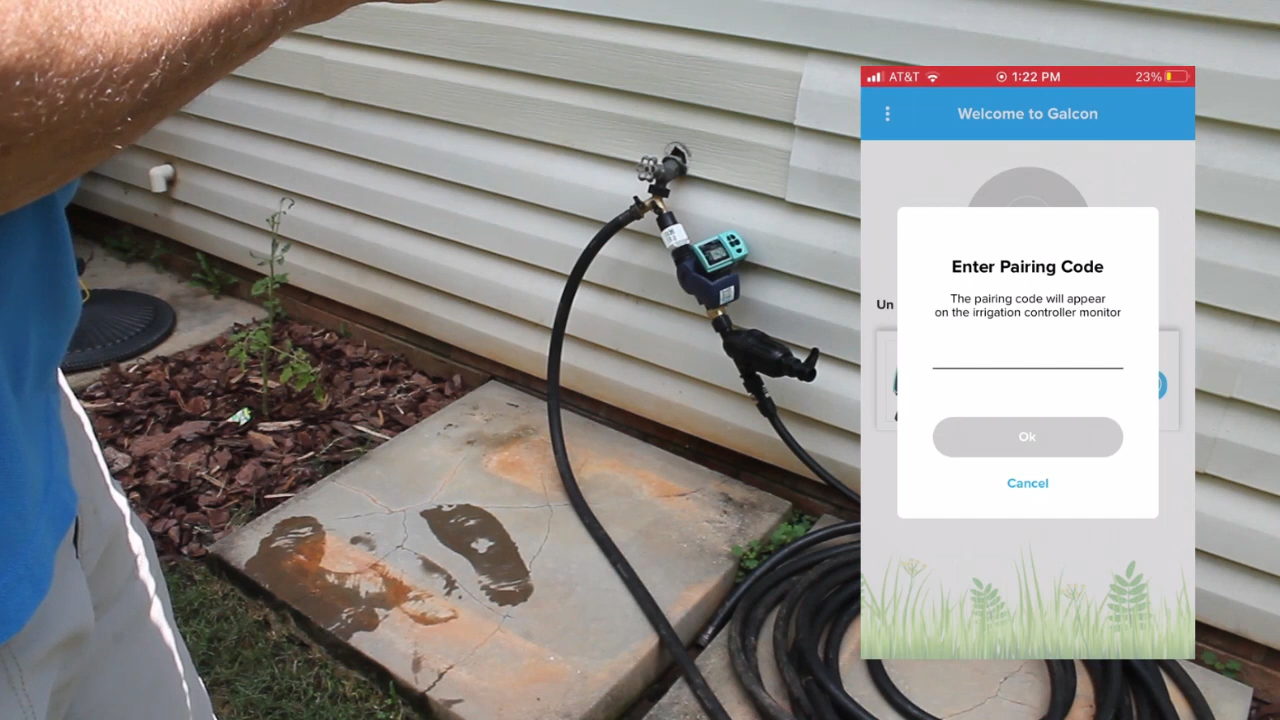 AT&T
1:22 PM
23%
Welcome to Galcon
Enter Pairing Code
The pairing code will appear
on the irrigation controller monitor
Un
Ok
Cancel